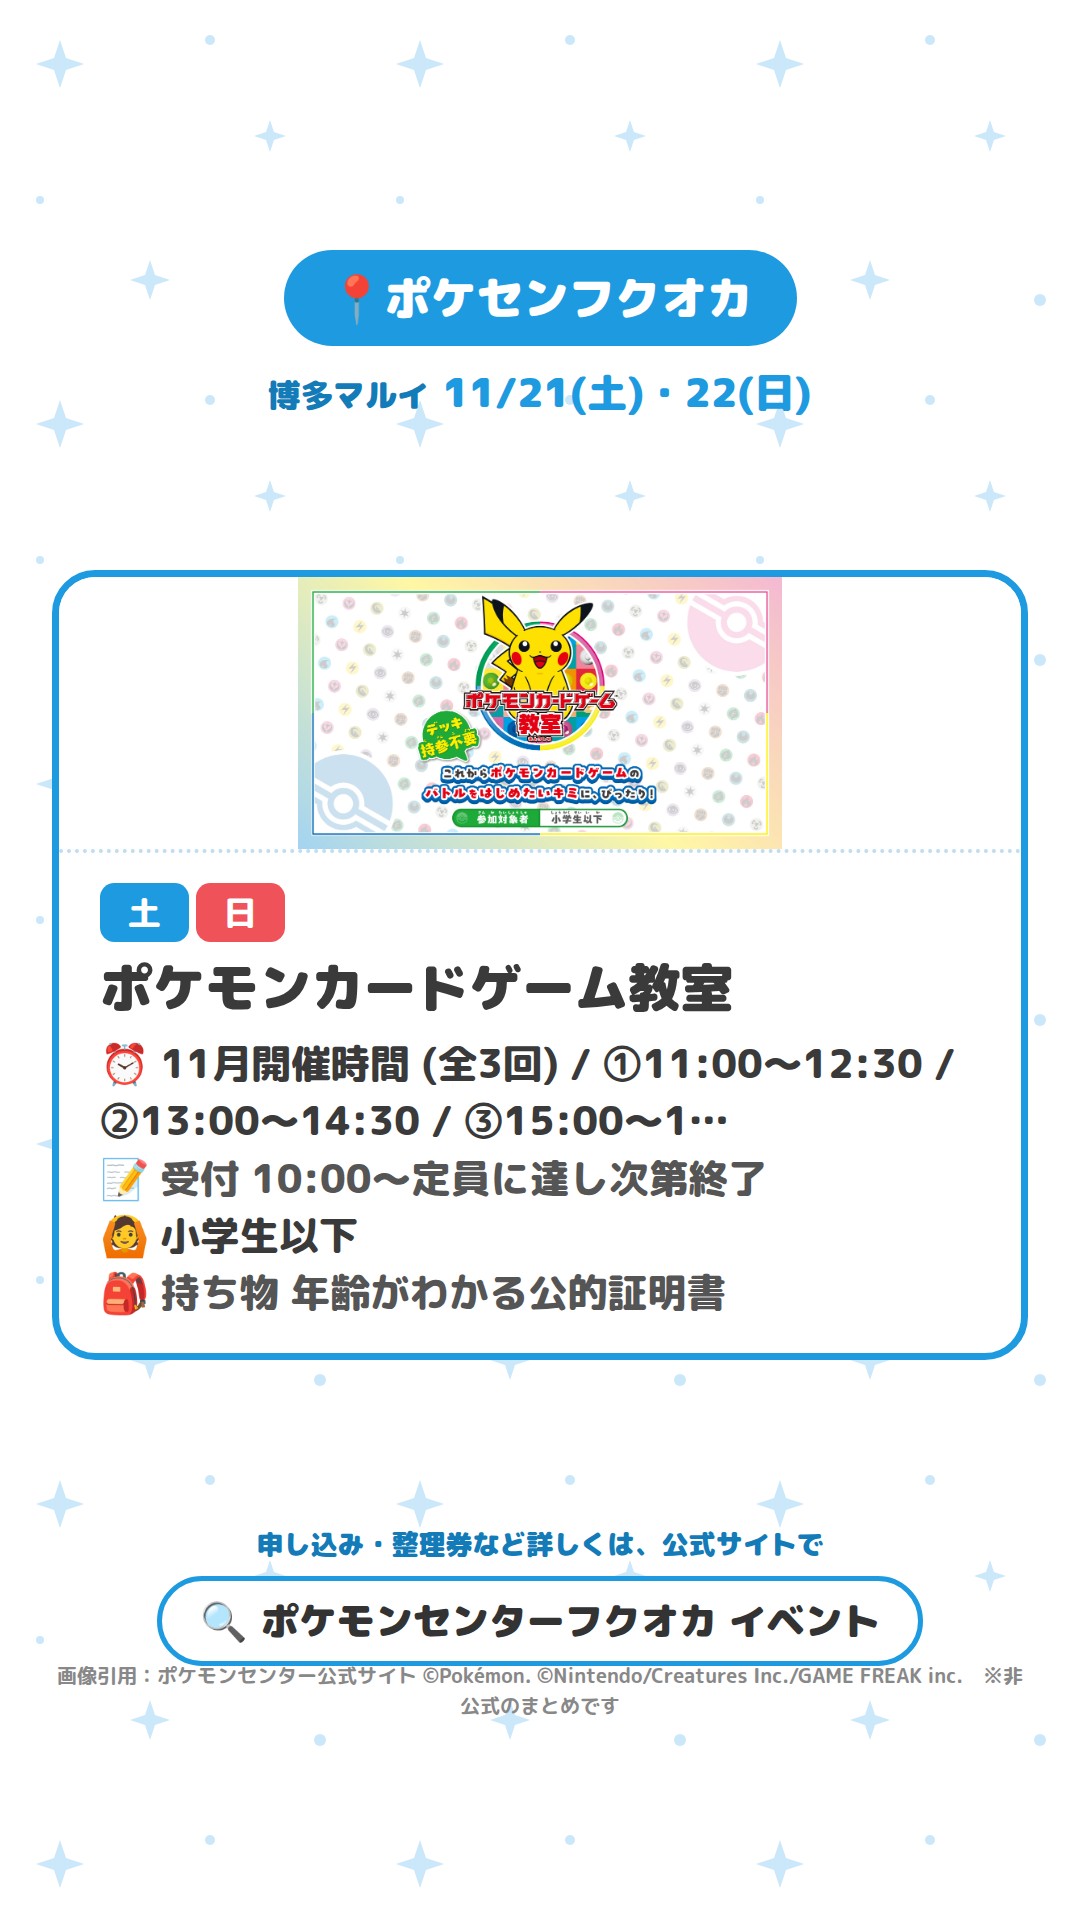 📍ポケセンフクオカ
博多マルイ 11/21(土)・22(日)
ポケモンカードゲーム
教室
デッキ
持参不要
これからポケモンカードゲームの
バトルをはじめたいキミに、ぴったり!
参加対象者 小学生以下
土 日
ポケモンカードゲーム教室
⏰ 11月開催時間 (全3回) / ①11:00〜12:30 /
②13:00〜14:30 / ③15:00〜1…
📝 受付 10:00〜定員に達し次第終了
🙆 小学生以下
🎒 持ち物 年齢がわかる公的証明書
申し込み・整理券など詳しくは、公式サイトで
🔍 ポケモンセンターフクオカ イベント
画像引用：ポケモンセンター公式サイト ©Pokémon. ©Nintendo/Creatures Inc./GAME FREAK inc.　※非
公式のまとめです